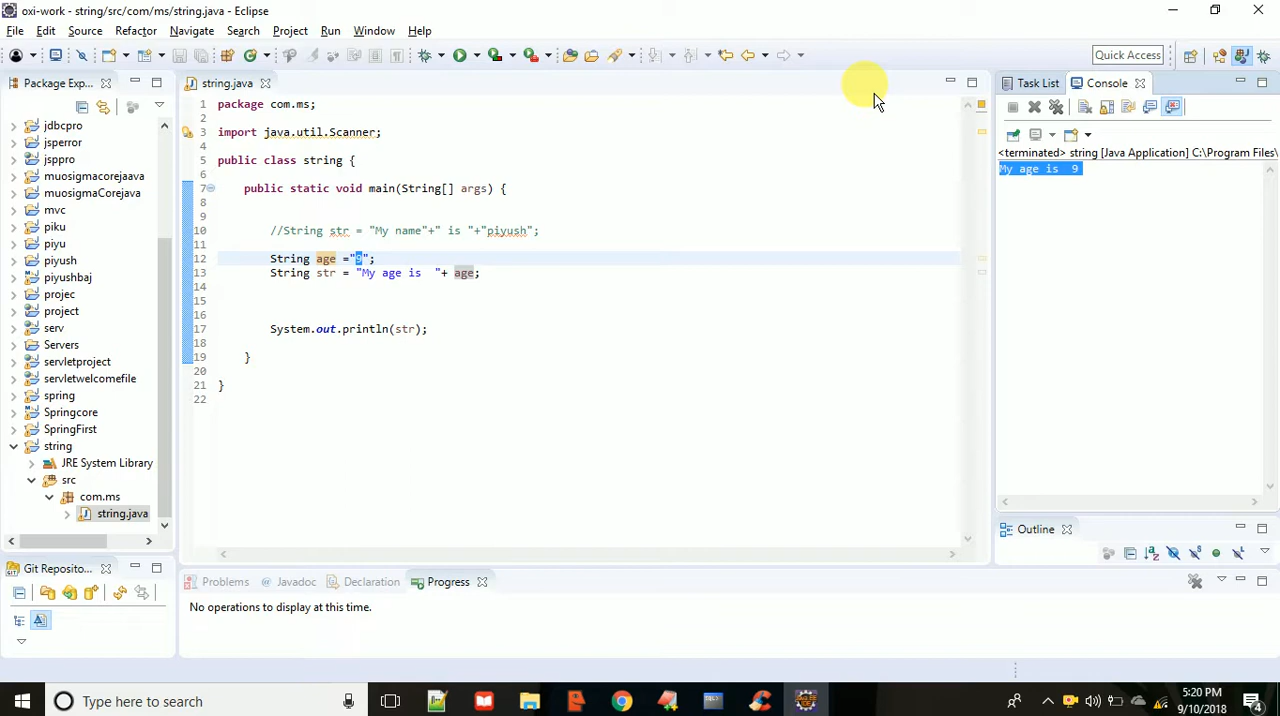 oxi-work - string/src/com/ms/string.java - Eclipse
File Edit Source Refactor Navigate Search Project Run Window Help
Quick Access
Package Exp...
jdbcpro
jsperror
jsppro
muosigmacorejaava
muosigmaCorejava
mvc
piku
piyu
piyush
piyushbaj
projec
project
serv
Servers
servletproject
servletwelcomefile
spring
Springcore
SpringFirst
string
JRE System Library
src
com.ms
string.java
Git Reposito...
string.java
1 package com.ms;
2
3 import java.util.Scanner;
4
5 public class string {
6
7 public static void main(String[] args) {
8
9
10 //String str = "My name"+" is "+"piyush";
11
12 String age ="9";
13 String str = "My age is  "+ age;
14
15
16
17 System.out.println(str);
18
19 }
20
21 }
22
Task List Console
<terminated> string [Java Application] C:\Program Files\
My age is  9
Outline
Problems Javadoc Declaration Progress
No operations to display at this time.
Type here to search
5:20 PM
9/10/2018
4